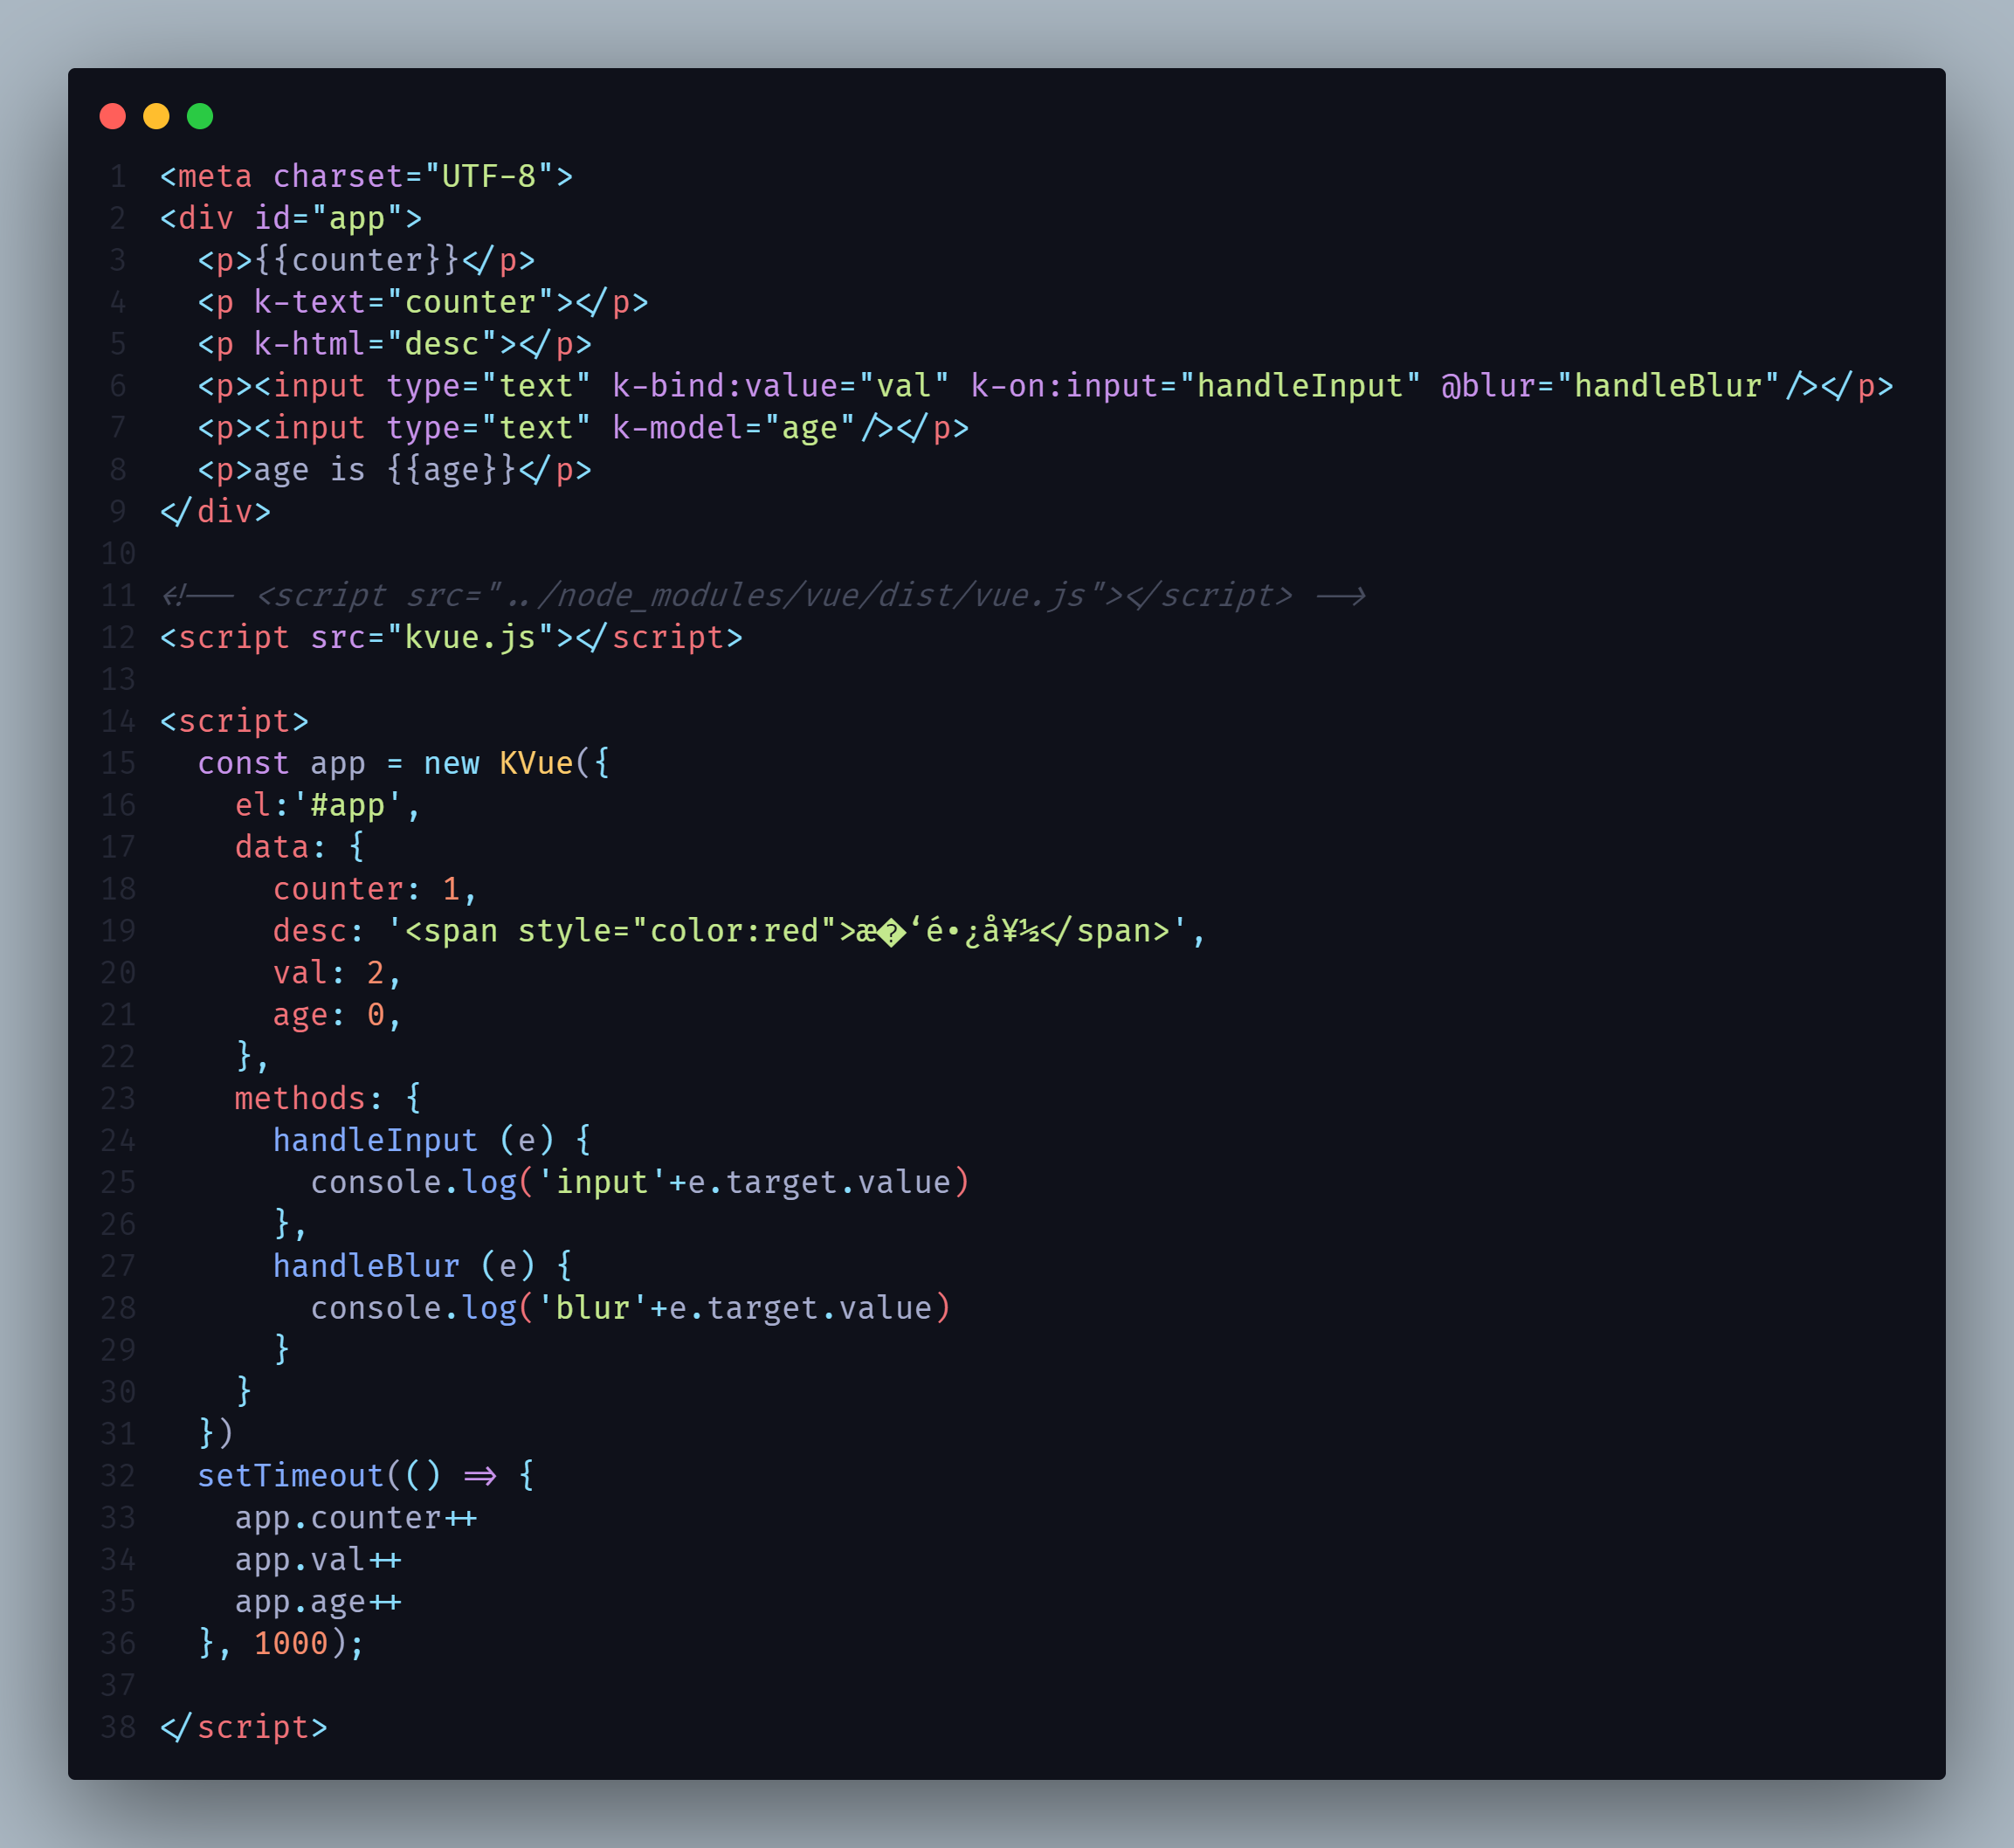 1 <meta charset="UTF-8">
2 <div id="app">
3   <p>{{counter}}</p>
4   <p k-text="counter"></p>
5   <p k-html="desc"></p>
6   <p><input type="text" k-bind:value="val" k-on:input="handleInput" @blur="handleBlur"/></p>
7   <p><input type="text" k-model="age"/></p>
8   <p>age is {{age}}</p>
9 </div>
10
11 <!-- <script src="../node_modules/vue/dist/vue.js"></script> -->
12 <script src="kvue.js"></script>
13
14 <script>
15   const app = new KVue({
16     el:'#app',
17     data: {
18       counter: 1,
19       desc: '<span style="color:red">æ�‘é•¿å¥½</span>',
20       val: 2,
21       age: 0,
22     },
23     methods: {
24       handleInput (e) {
25         console.log('input'+e.target.value)
26       },
27       handleBlur (e) {
28         console.log('blur'+e.target.value)
29       }
30     }
31   })
32   setTimeout(() => {
33     app.counter++
34     app.val++
35     app.age++
36   }, 1000);
37
38 </script>